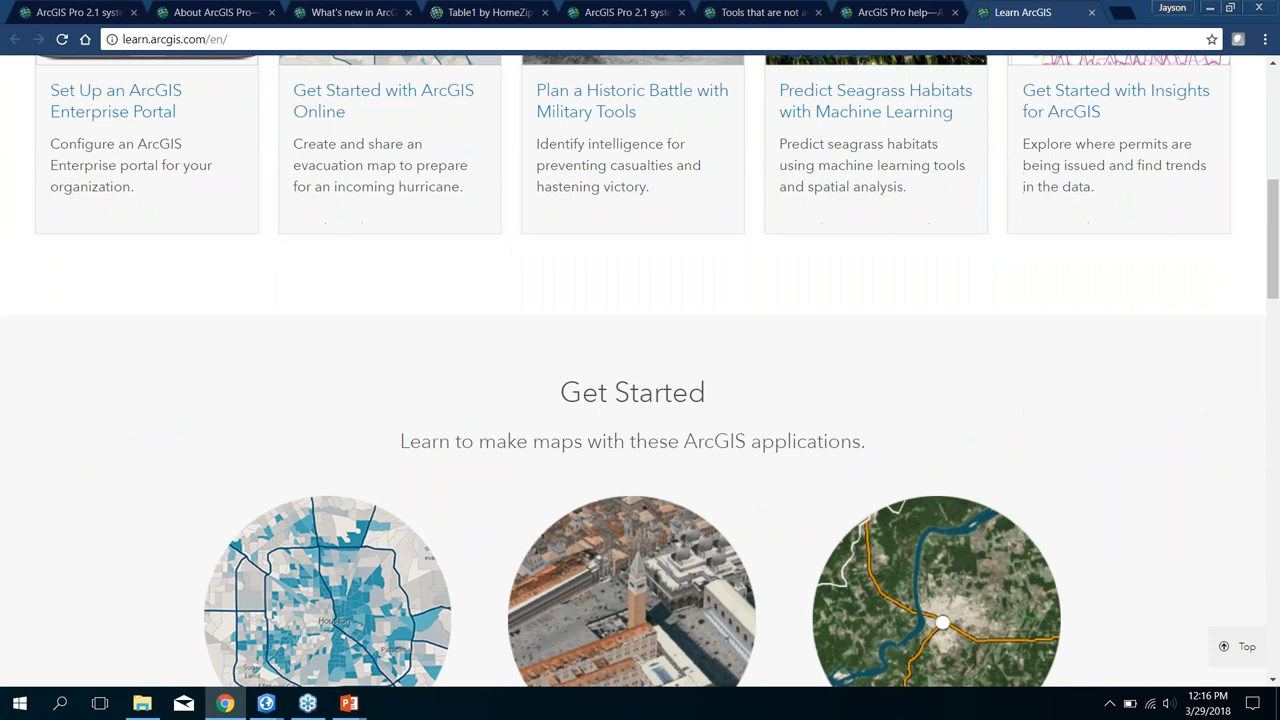 ArcGIS Pro 2.1 syst
About ArcGIS Pro—
What's new in ArcG
Table1 by HomeZip
ArcGIS Pro 2.1 syst
Tools that are not a
ArcGIS Pro help—A
Learn ArcGIS
Jayson
learn.arcgis.com/en/
Set Up an ArcGIS
Enterprise Portal
Configure an ArcGIS
Enterprise portal for your
organization.
Get Started with ArcGIS
Online
Create and share an
evacuation map to prepare
for an incoming hurricane.
Plan a Historic Battle with
Military Tools
Identify intelligence for
preventing casualties and
hastening victory.
Predict Seagrass Habitats
with Machine Learning
Predict seagrass habitats
using machine learning tools
and spatial analysis.
Get Started with Insights
for ArcGIS
Explore where permits are
being issued and find trends
in the data.
Get Started
Learn to make maps with these ArcGIS applications.
Houston
Sugar
Land
Top
12:16 PM
3/29/2018